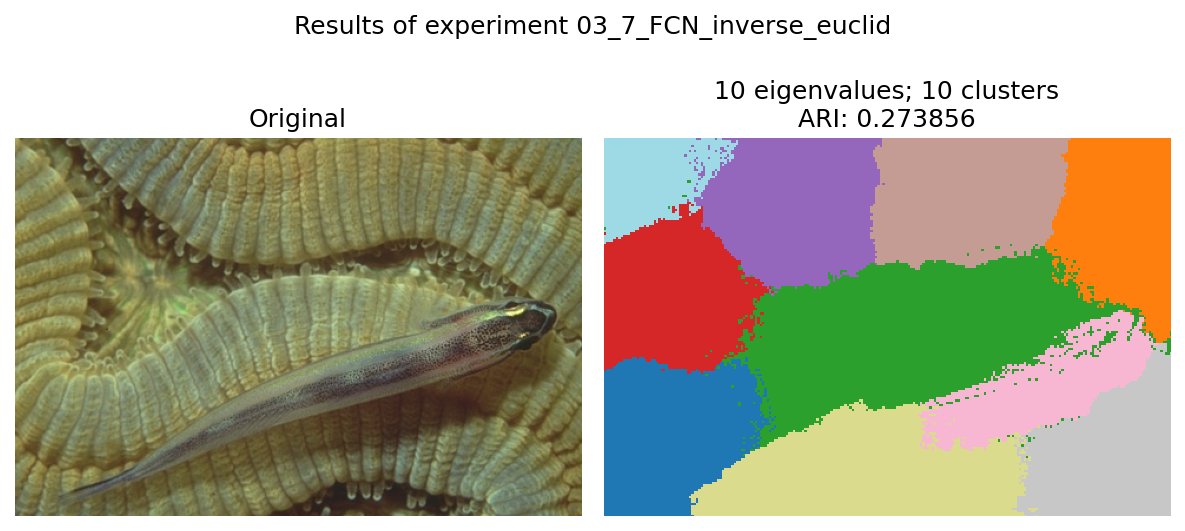 Results of experiment 03_7_FCN_inverse_euclid
Original
10 eigenvalues; 10 clusters
ARI: 0.273856